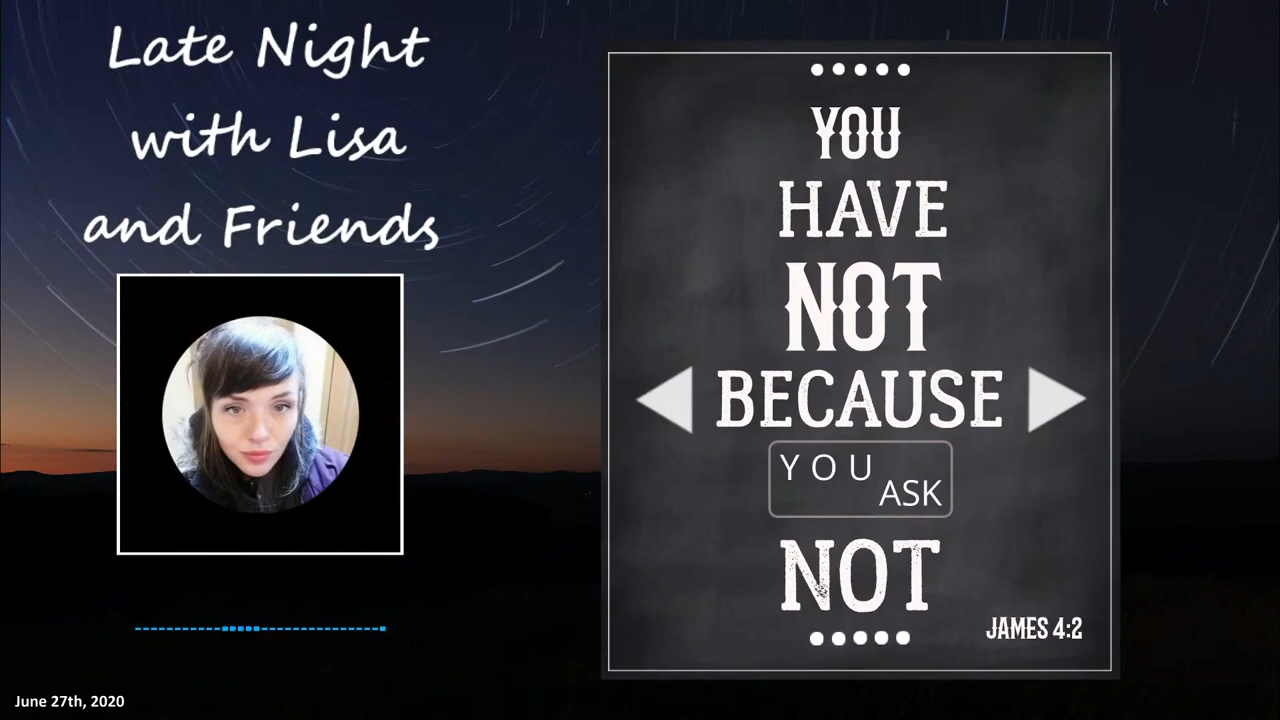 Late Night
with Lisa
and Friends
YOU
HAVE
NOT
BECAUSE
YOU
ASK
NOT
JAMES 4:2
June 27th, 2020